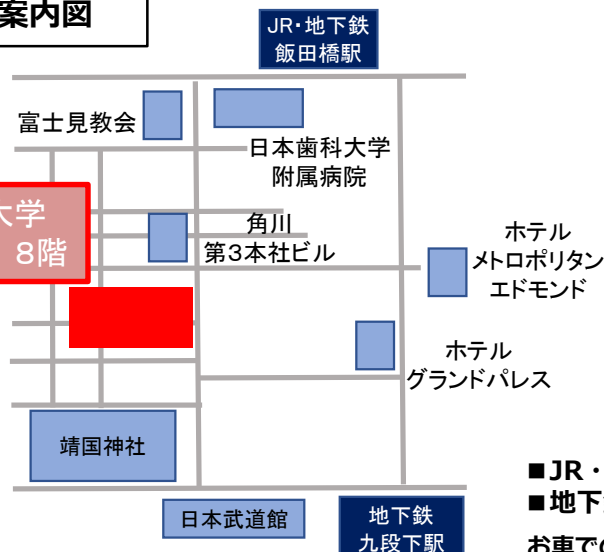 案内図
JR・地下鉄
飯田橋駅
富士見教会
日本歯科大学
附属病院
大学
8階
角川
第3本社ビル
ホテル
メトロポリタン
エドモンド
ホテル
グランドパレス
靖国神社
日本武道館
地下鉄
九段下駅
■JR・
■地下
お車での